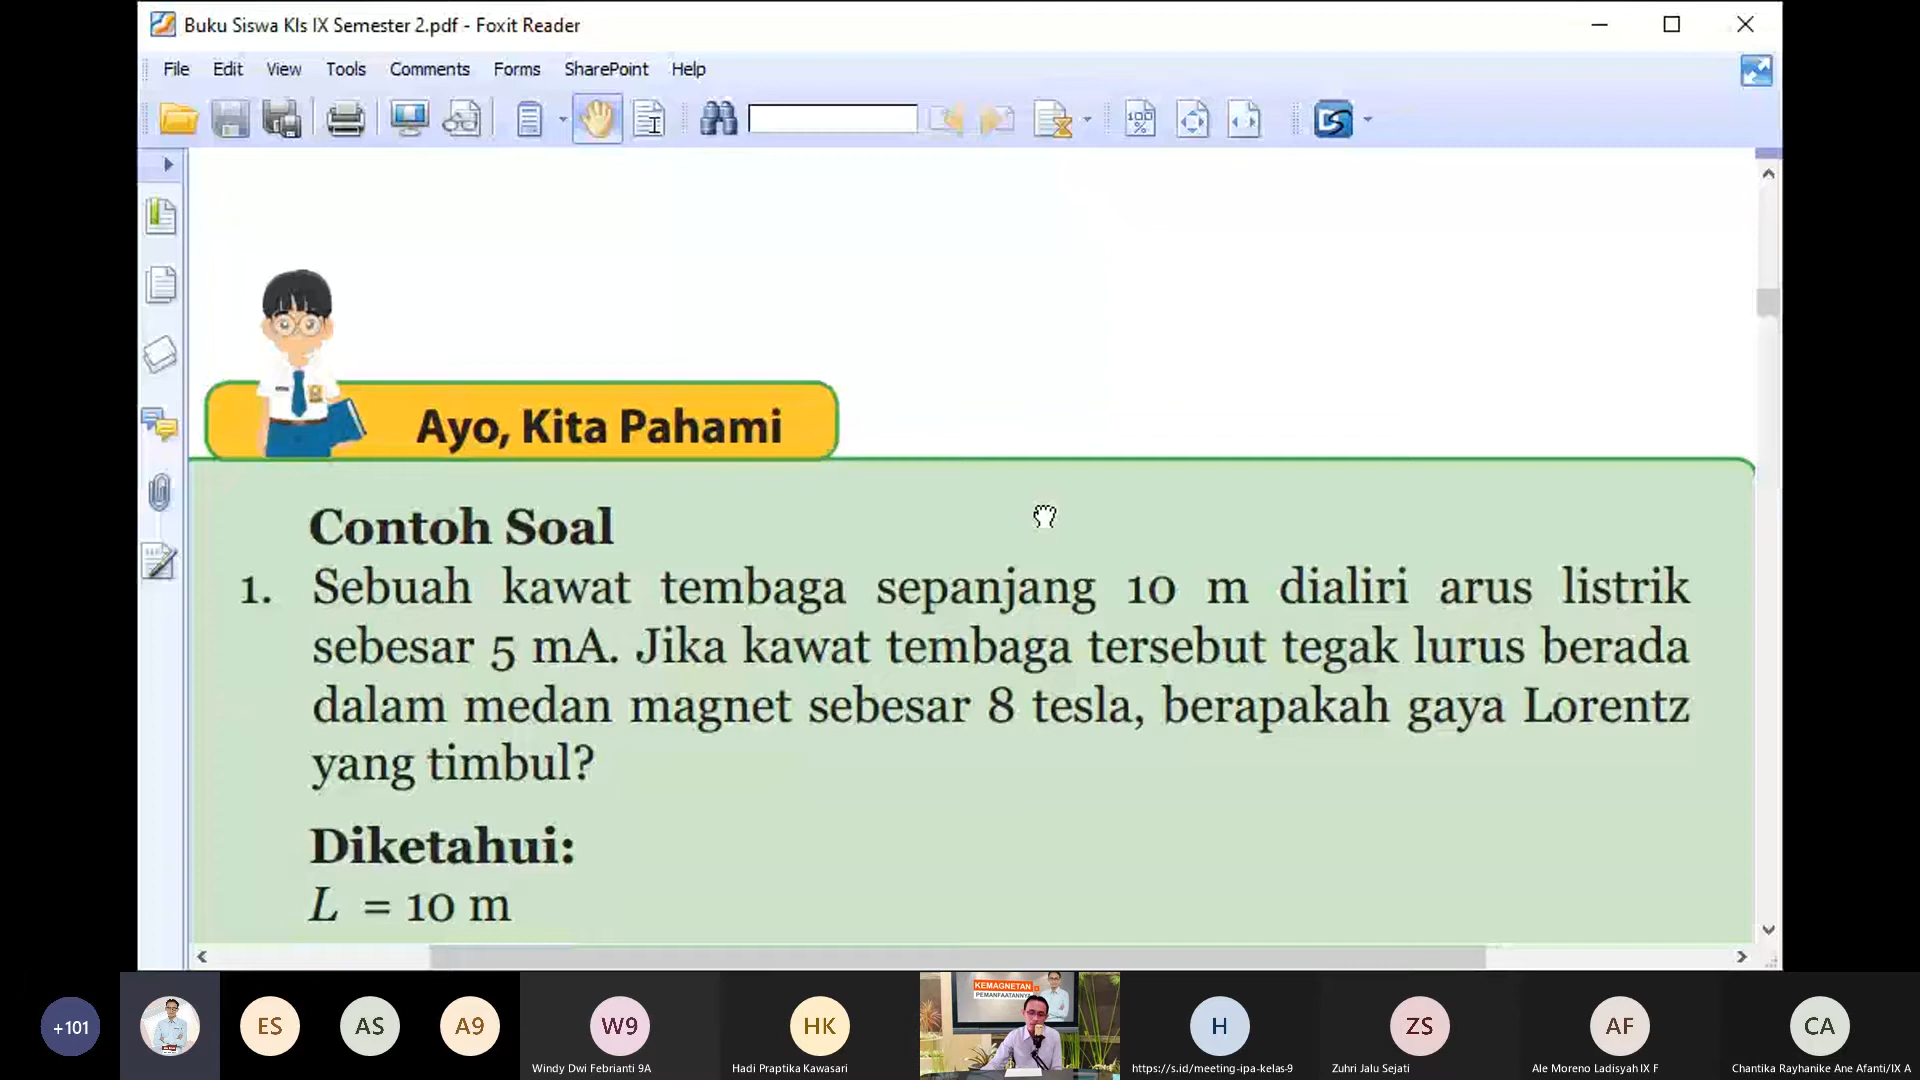 Buku Siswa Kls IX Semester 2.pdf - Foxit Reader
File Edit View Tools Comments Forms SharePoint Help
Ayo, Kita Pahami
Contoh Soal
1. Sebuah kawat tembaga sepanjang 10 m dialiri arus listrik
sebesar 5 mA. Jika kawat tembaga tersebut tegak lurus berada
dalam medan magnet sebesar 8 tesla, berapakah gaya Lorentz
yang timbul?
Diketahui:
L = 10 m
KEMAGNETAN
PEMANFAATANNYA
+101 ES AS A9 W9 HK H ZS AF CA
Windy Dwi Febrianti 9A Hadi Praptika Kawasari https://s.id/meeting-ipa-kelas-9 Zuhri Jalu Sejati Ale Moreno Ladisyah IX F Chantika Rayhanike Ane Afanti/IX A